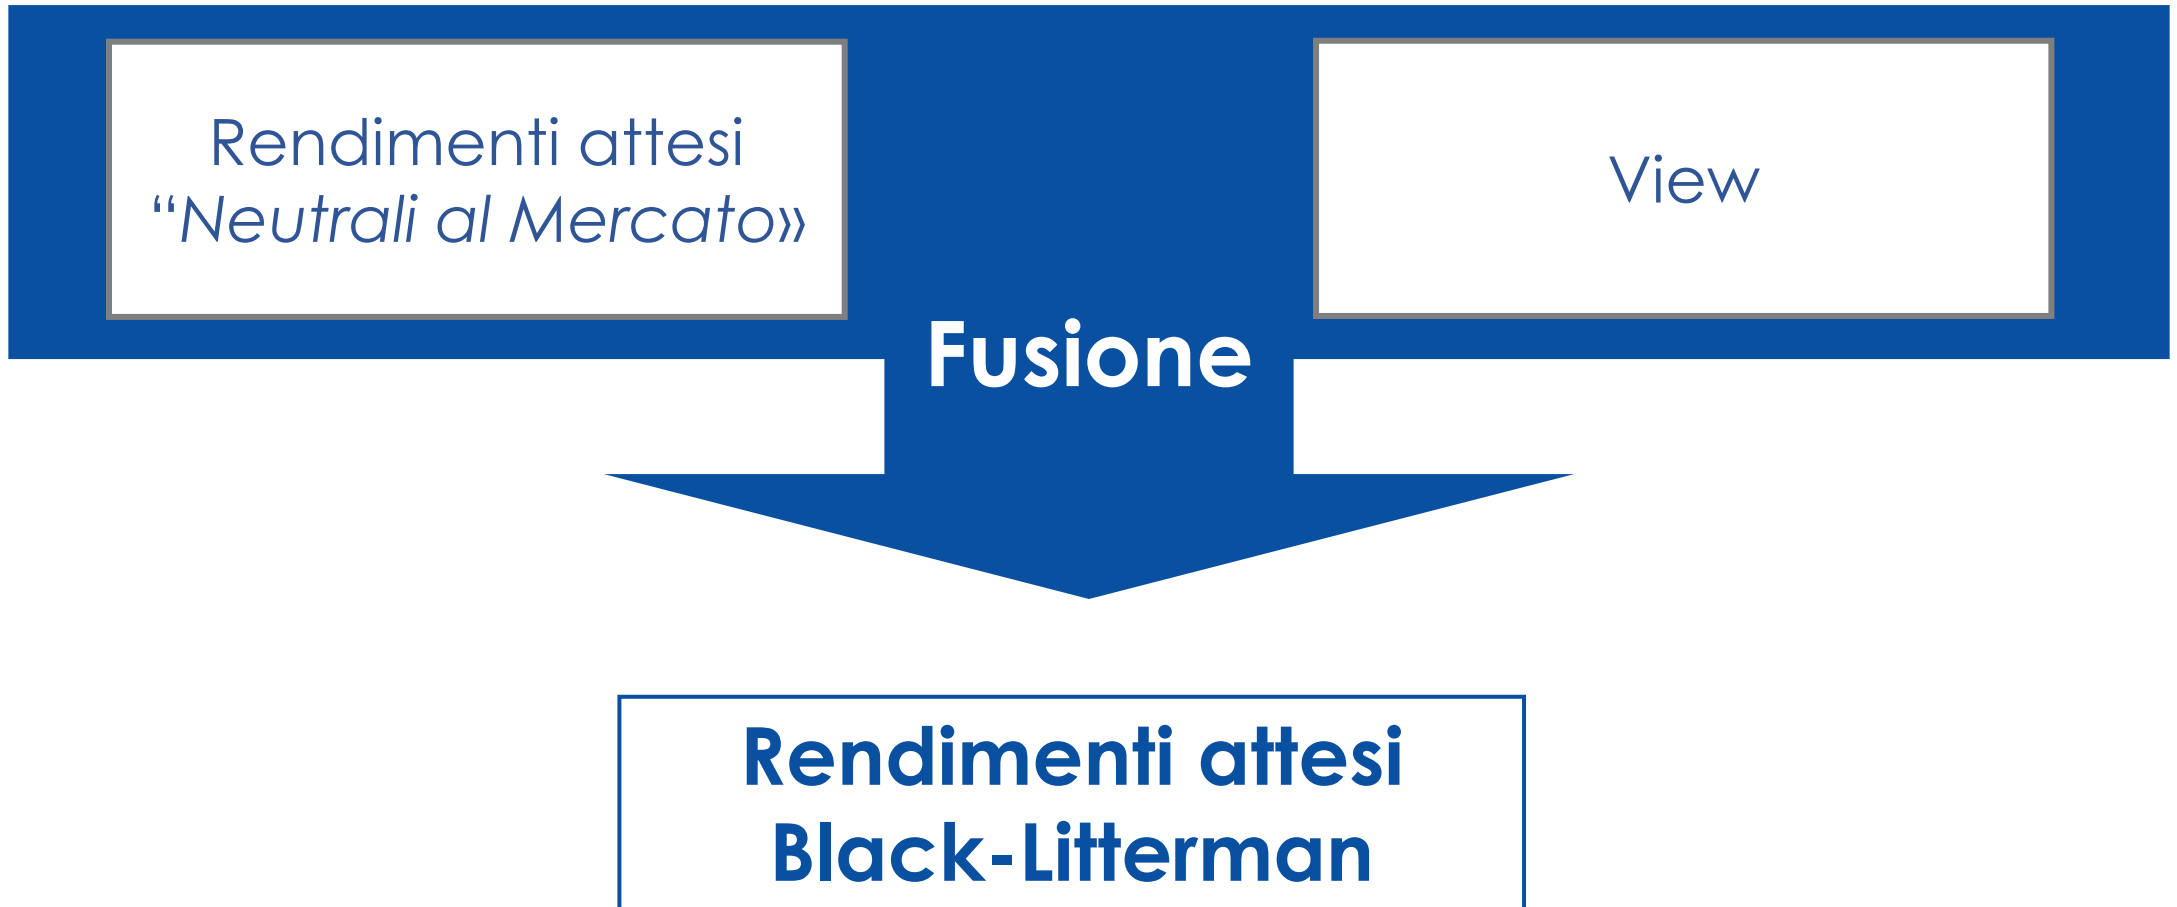 Rendimenti attesi
“Neutrali al Mercato»
View
Fusione
Rendimenti attesi
Black-Litterman